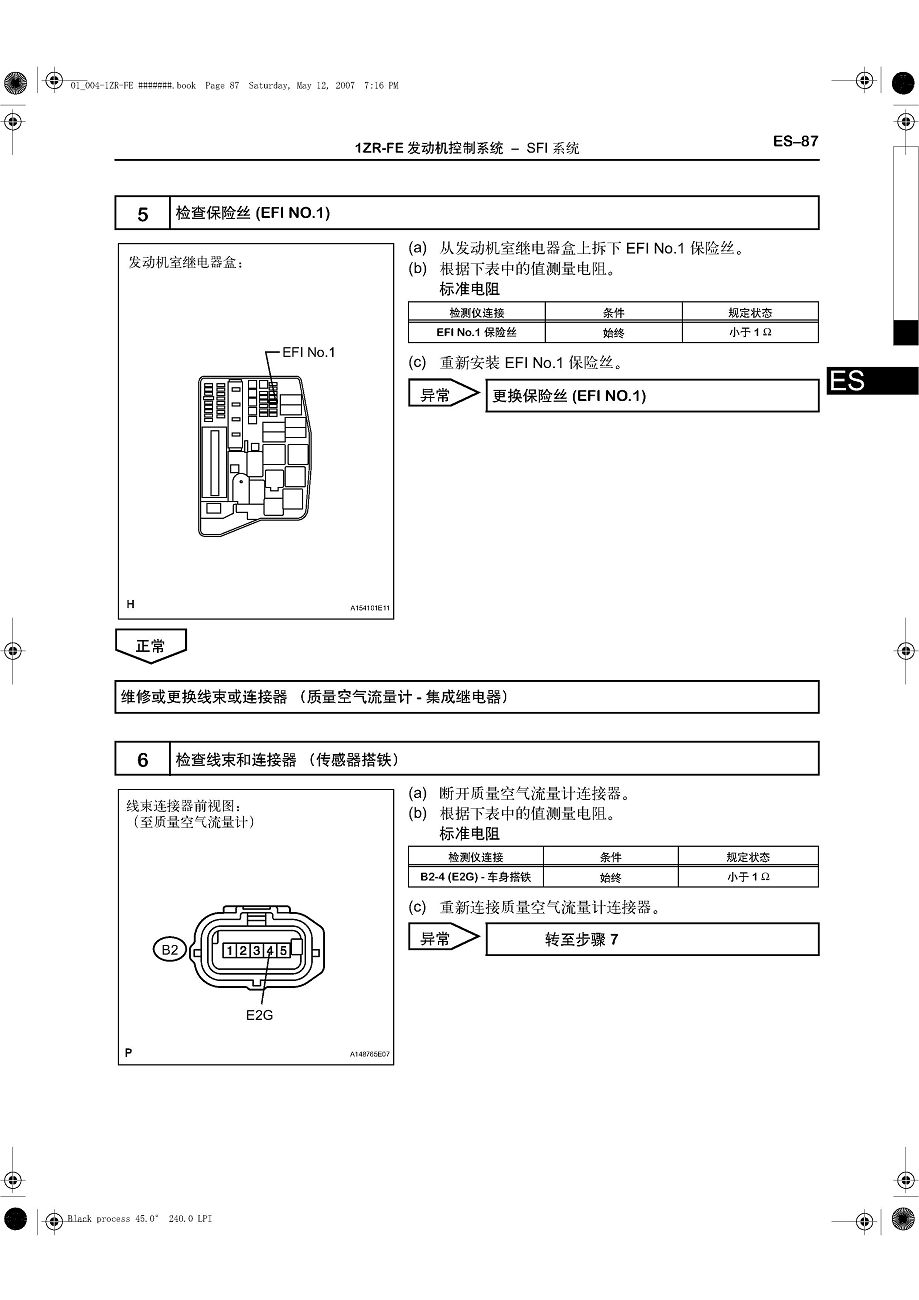 01_004-1ZR-FE #######.book Page 87 Saturday, May 12, 2007 7:16 PM
1ZR-FE 发动机控制系统 – SFI 系统
ES–87
5 检查保险丝 (EFI NO.1)
发动机室继电器盒：
EFI No.1
H
A154101E11
(a) 从发动机室继电器盒上拆下 EFI No.1 保险丝。
(b) 根据下表中的值测量电阻。
标准电阻
检测仪连接 条件 规定状态
EFI No.1 保险丝 始终 小于 1 Ω
(c) 重新安装 EFI No.1 保险丝。
异常 更换保险丝 (EFI NO.1)
ES
正常
维修或更换线束或连接器 （质量空气流量计 - 集成继电器）
6 检查线束和连接器 （传感器搭铁）
线束连接器前视图：
（至质量空气流量计）
B2
1 2 3 4 5
E2G
P
A148765E07
(a) 断开质量空气流量计连接器。
(b) 根据下表中的值测量电阻。
标准电阻
检测仪连接 条件 规定状态
B2-4 (E2G) - 车身搭铁 始终 小于 1 Ω
(c) 重新连接质量空气流量计连接器。
异常 转至步骤 7
Black process 45.0° 240.0 LPI